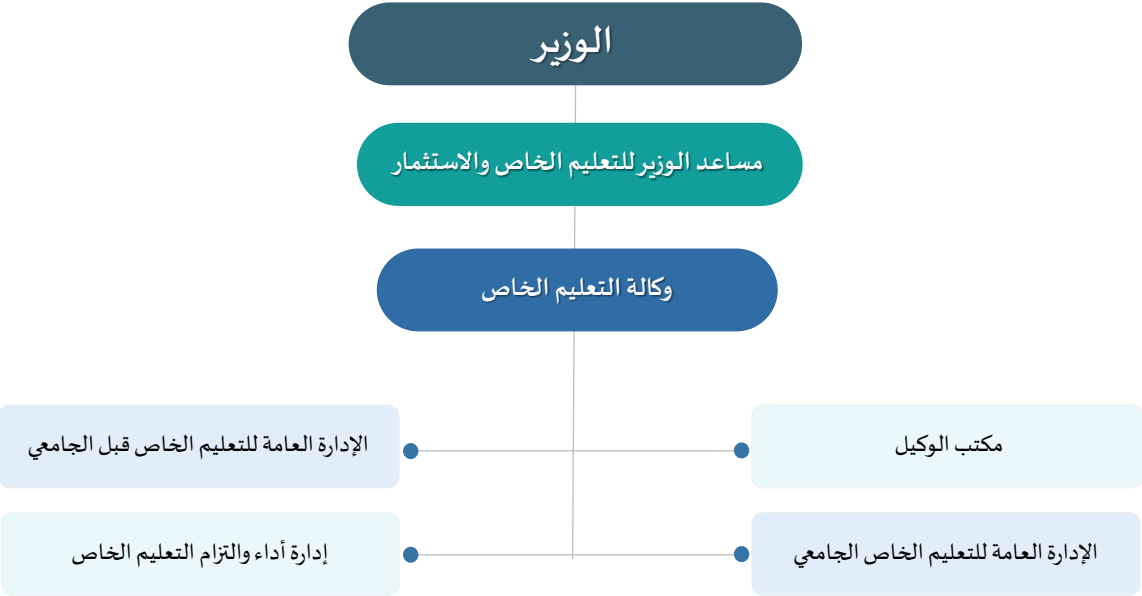 الوزير
مساعد الوزير للتعليم الخاص والاستثمار
وكالة التعليم الخاص
مكتب الوكيل
الإدارة العامة للتعليم الخاص قبل الجامعي
الإدارة العامة للتعليم الخاص الجامعي
إدارة أداء والتزام التعليم الخاص